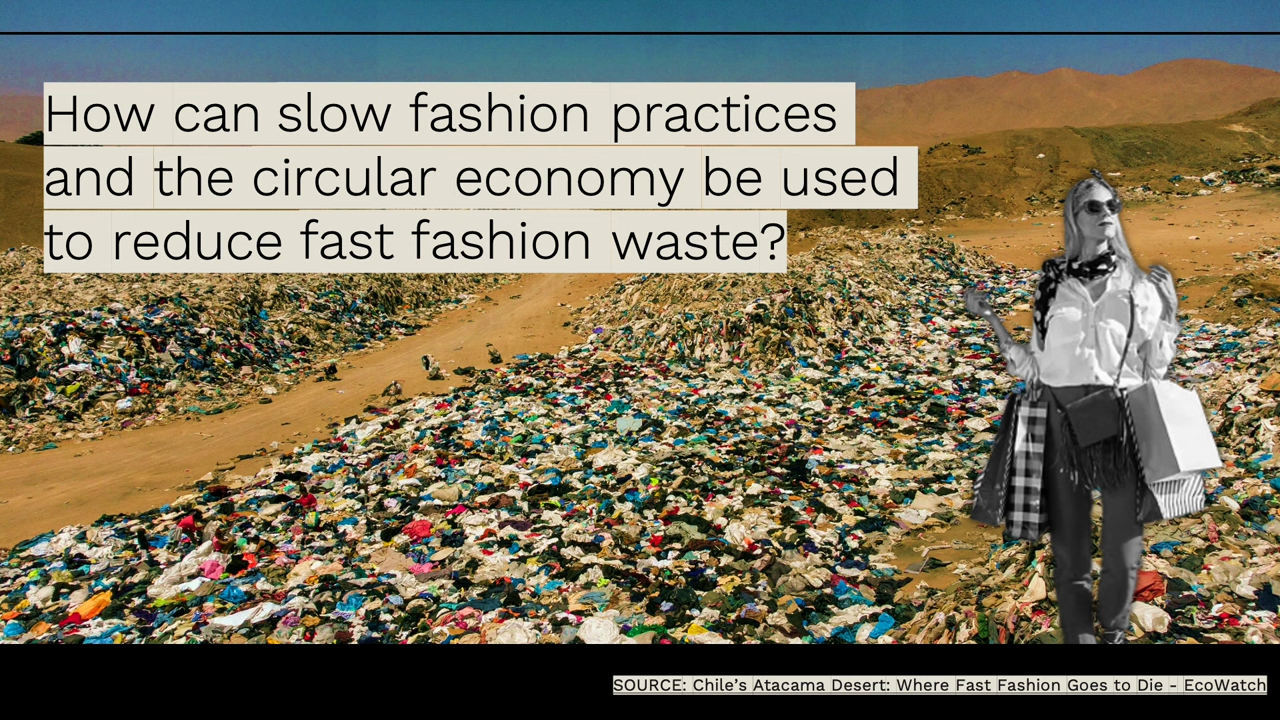 How can slow fashion practices
and the circular economy be used
to reduce fast fashion waste?
SOURCE: Chile’s Atacama Desert: Where Fast Fashion Goes to Die - EcoWatch